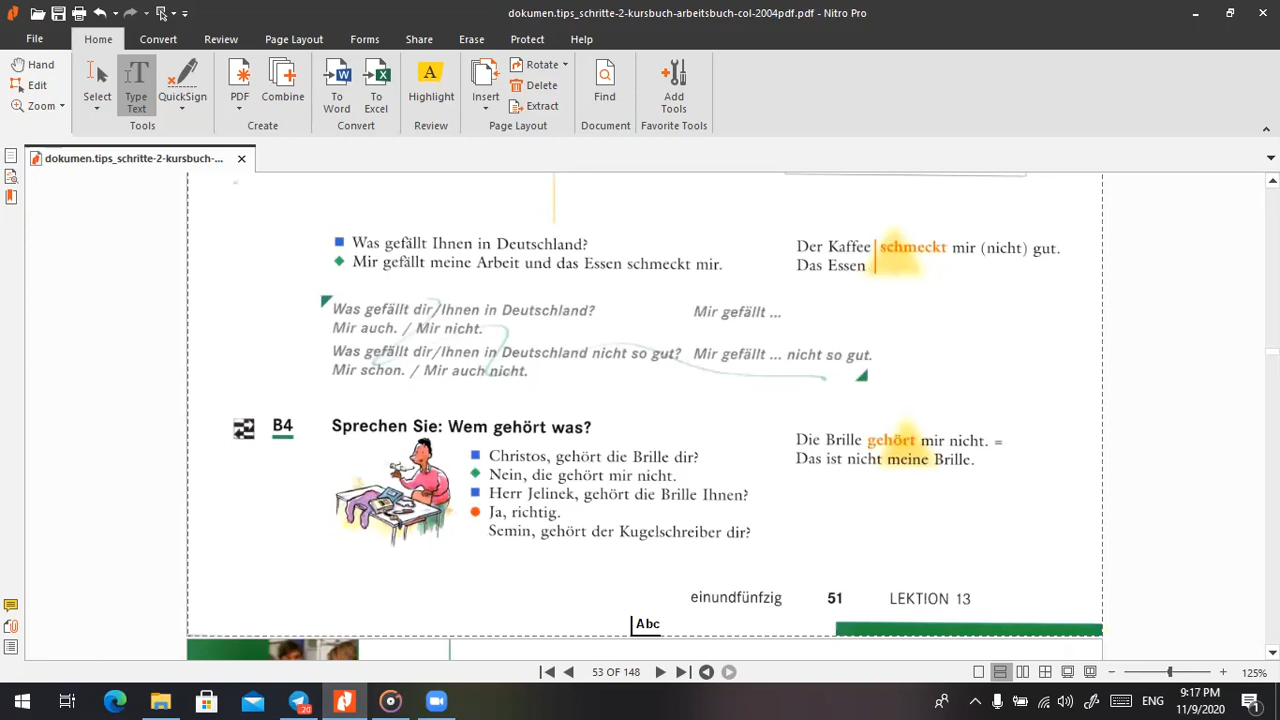 dokumen.tips_schritte-2-kursbuch-arbeitsbuch-col-2004pdf.pdf - Nitro Pro
File Home Convert Review Page Layout Forms Share Erase Protect Help
Hand
Edit
Zoom
Select
Type Text
QuickSign
Tools
PDF
Combine
Create
To Word
To Excel
Convert
Highlight
Review
Insert
Rotate
Delete
Extract
Page Layout
Find
Document
Add Tools
Favorite Tools
dokumen.tips_schritte-2-kursbuch-...
Was gefällt Ihnen in Deutschland?
Mir gefällt meine Arbeit und das Essen schmeckt mir.
Der Kaffee schmeckt mir (nicht) gut.
Das Essen
Was gefällt dir/Ihnen in Deutschland? Mir gefällt ...
Mir auch. / Mir nicht.
Was gefällt dir/Ihnen in Deutschland nicht so gut? Mir gefällt ... nicht so gut.
Mir schon. / Mir auch nicht.
B4 Sprechen Sie: Wem gehört was?
Christos, gehört die Brille dir?
Nein, die gehört mir nicht.
Herr Jelinek, gehört die Brille Ihnen?
Ja, richtig.
Semin, gehört der Kugelschreiber dir?
Die Brille gehört mir nicht. =
Das ist nicht meine Brille.
einundfünfzig 51 LEKTION 13
Abc
53 OF 148
125%
20
ENG
9:17 PM
11/9/2020
1